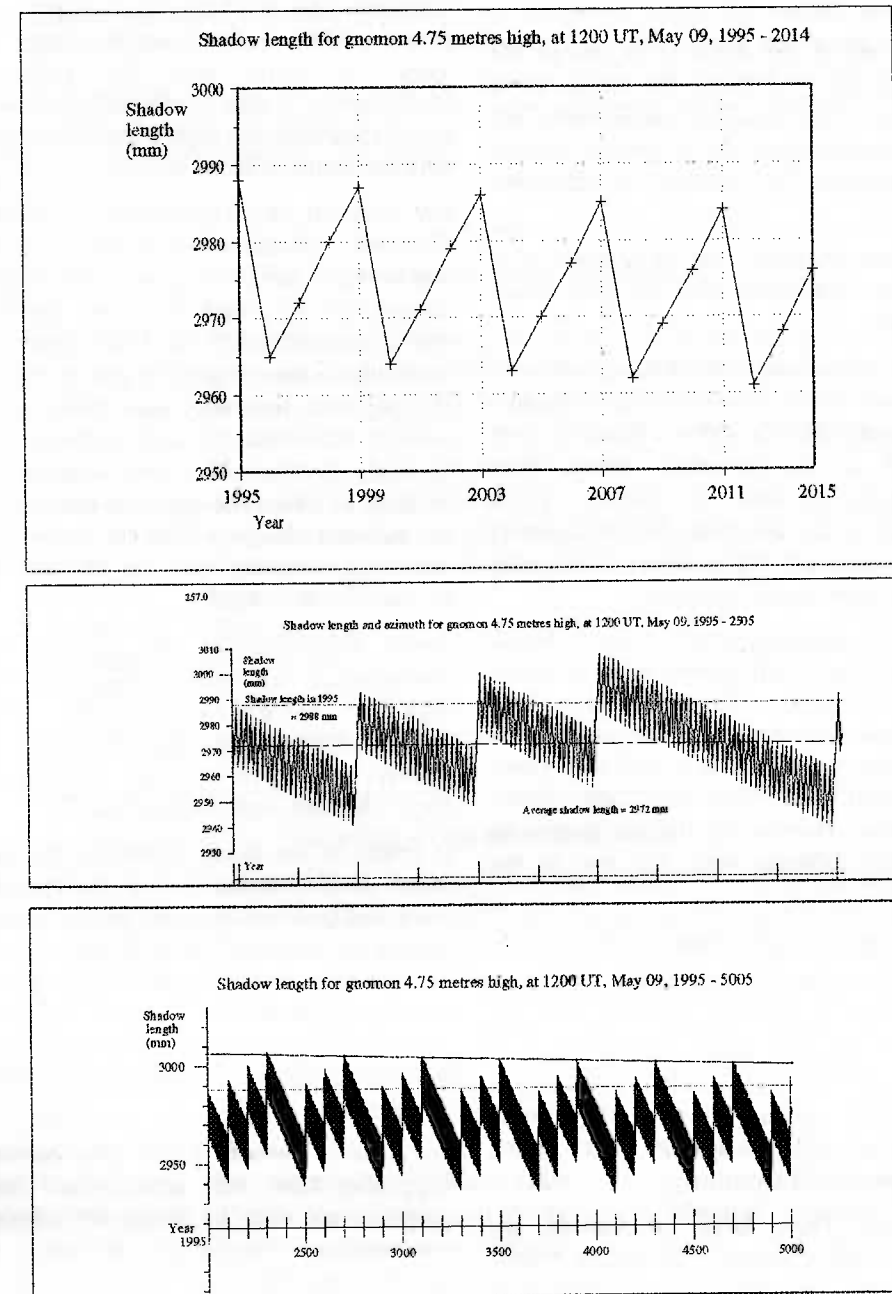 Shadow length for gnomon 4.75 metres high, at 1200 UT, May 09, 1995 - 2014
Shadow
length
(mm)
3000
2990
2980
2970
2960
2950
1995
1999
2003
2007
2011
2015
Year
257.0
Shadow length and azimuth for gnomon 4.75 metres high, at 1200 UT, May 09, 1995 - 2505
Shadow
length
(mm)
3010
3000
2990
2980
2970
2960
2950
2940
2930
Shadow length in 1995
= 2988 mm
Average shadow length = 2972 mm
Year
Shadow length for gnomon 4.75 metres high, at 1200 UT, May 09, 1995 - 5005
Shadow
length
(mm)
3000
2950
Year
1995
2500
3000
3500
4000
4500
5000